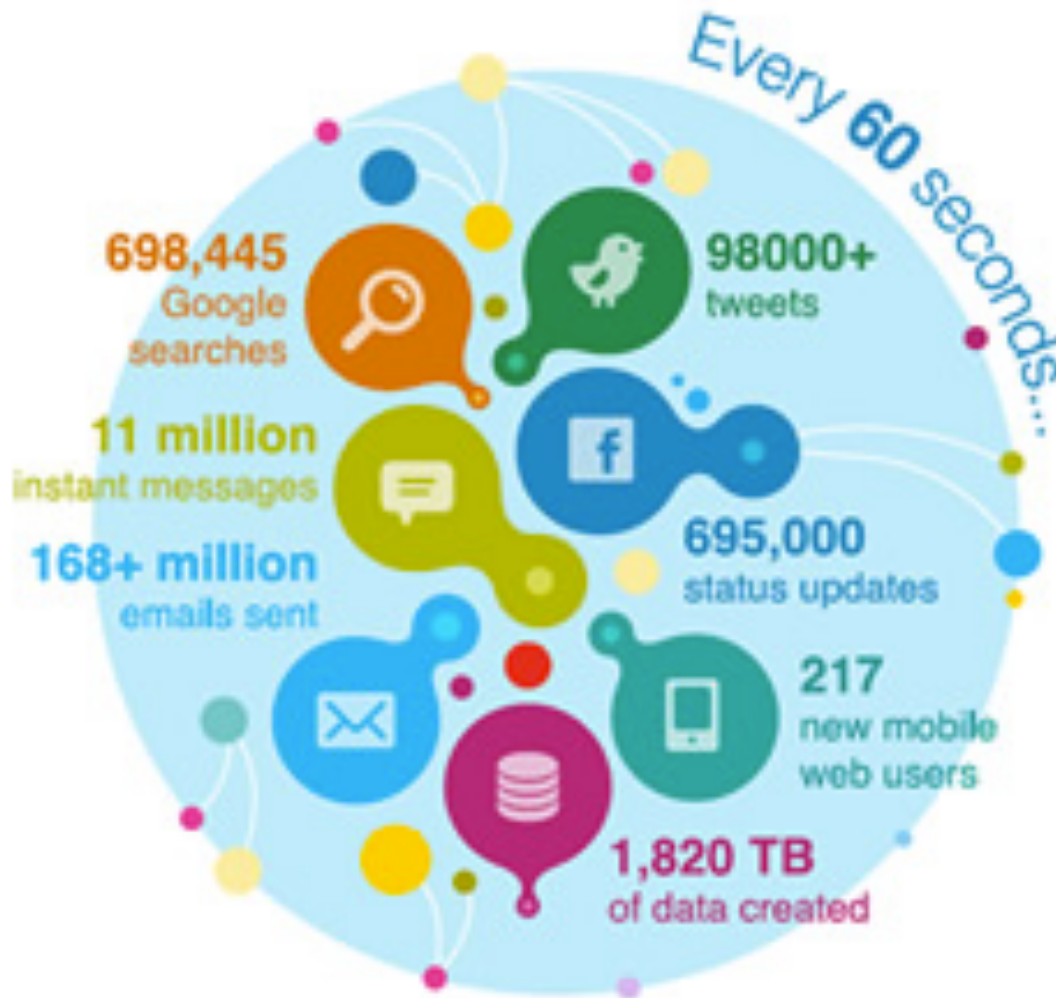 Every 60 seconds...
698,445
Google
searches
98000+
tweets
11 million
instant messages
695,000
status updates
168+ million
emails sent
217
new mobile
web users
1,820 TB
of data created
f